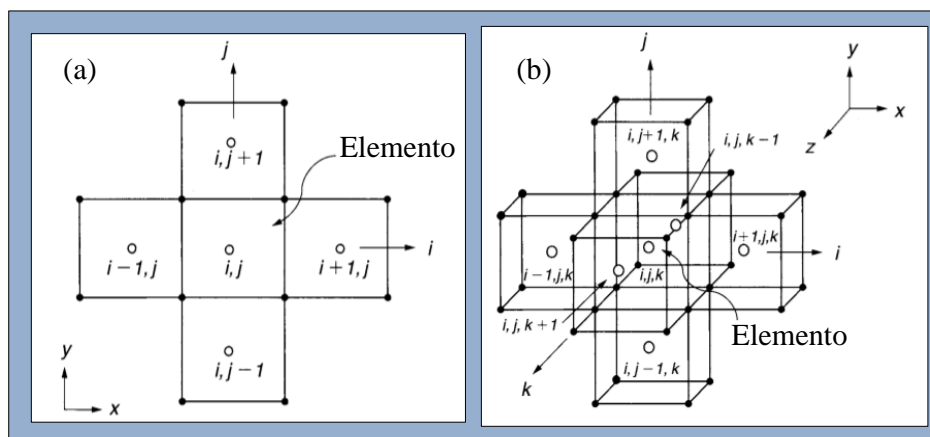 (a)
j
i, j+1
Elemento
i–1, j
i, j
i+1, j
i
i, j–1
y
x
(b)
j
y
x
z
i, j+1, k
i, j, k–1
i–1,j,k
i,j,k
i+1,j,k
i
i, j, k+1
Elemento
i, j–1, k
k